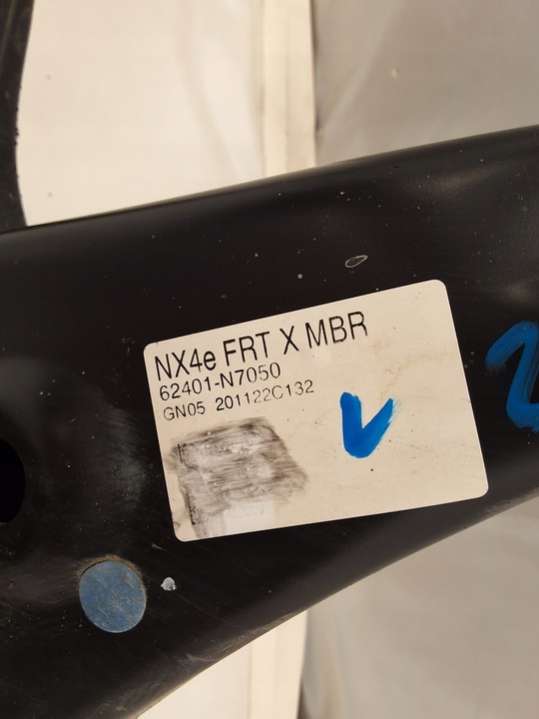 NX4e FRT X MBR
62401-N7050
GN05 201122C132